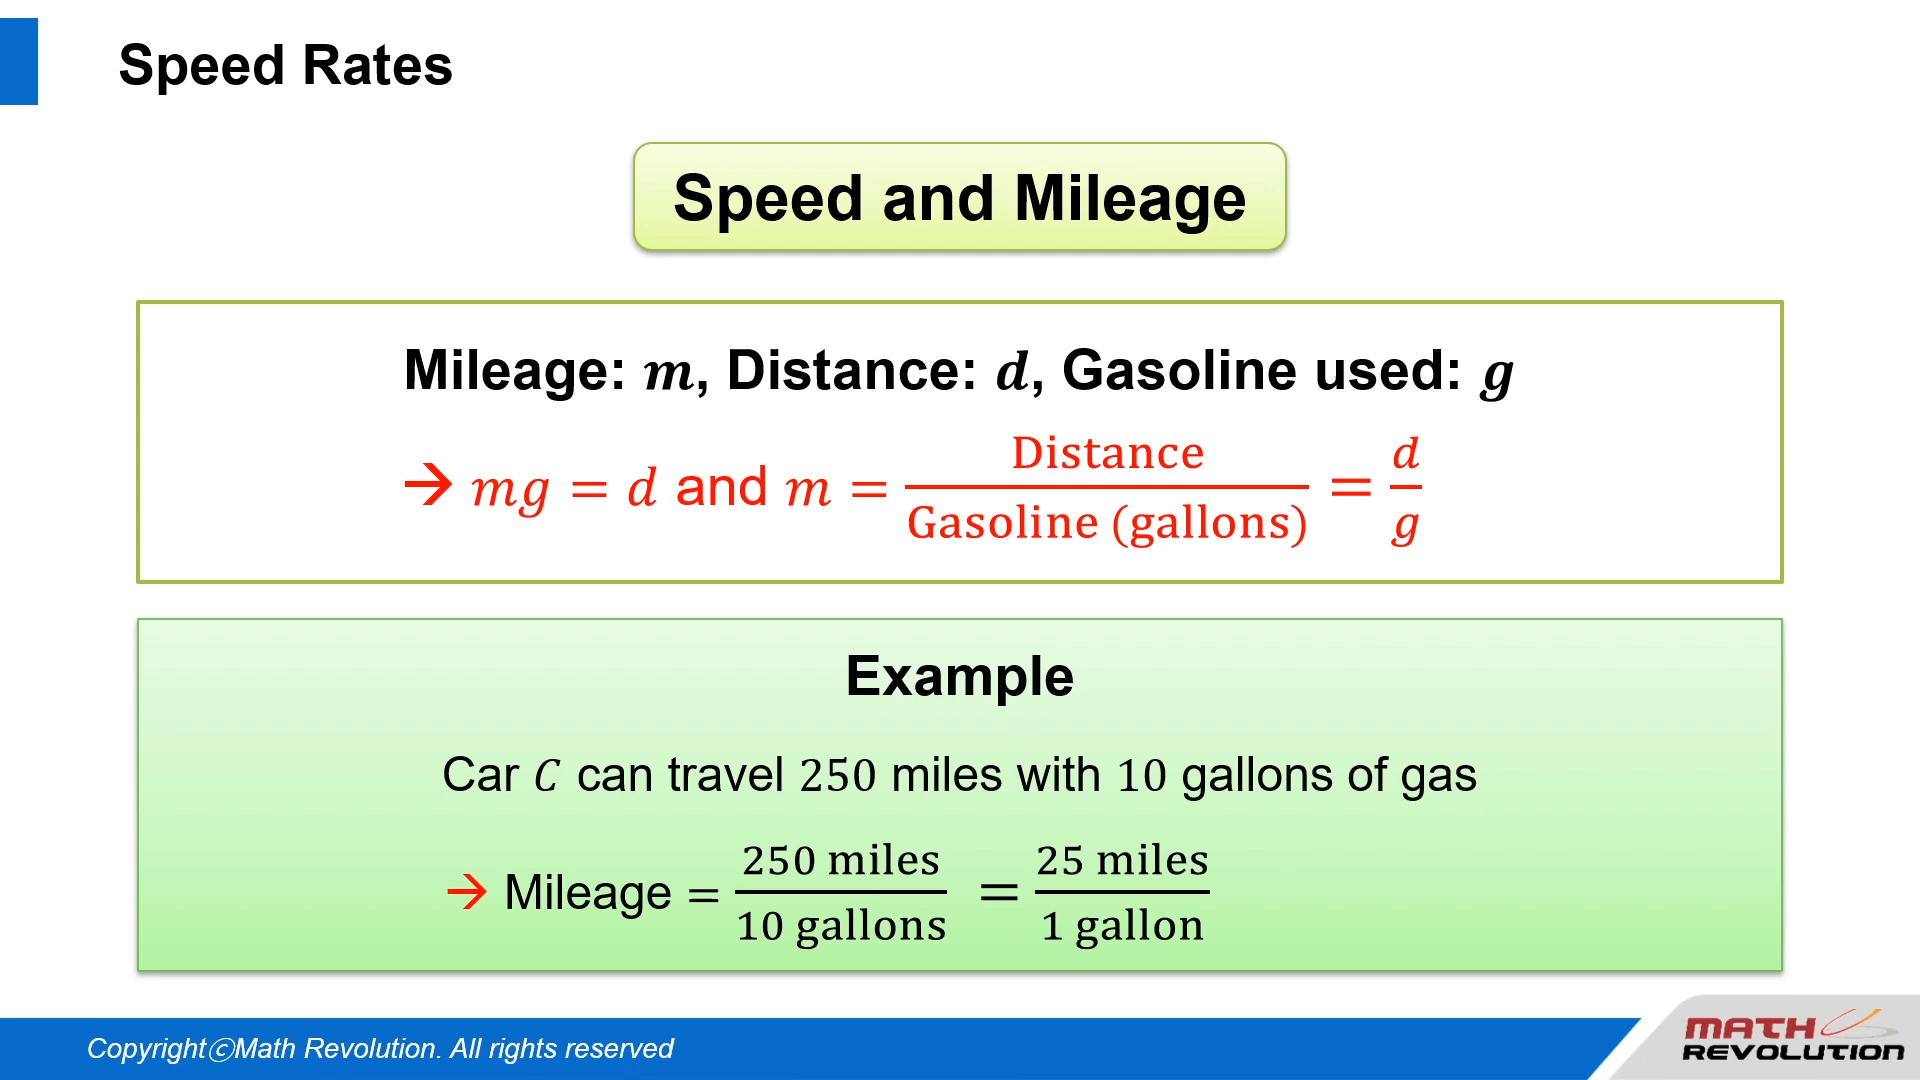 Speed Rates
Speed and Mileage
Mileage: m, Distance: d, Gasoline used: g
→ mg = d and m = Distance / Gasoline (gallons) = d / g
Example
Car C can travel 250 miles with 10 gallons of gas
→ Mileage = 250 miles / 10 gallons = 25 miles / 1 gallon
CopyrightⓒMath Revolution. All rights reserved
MATH
REVOLUTION